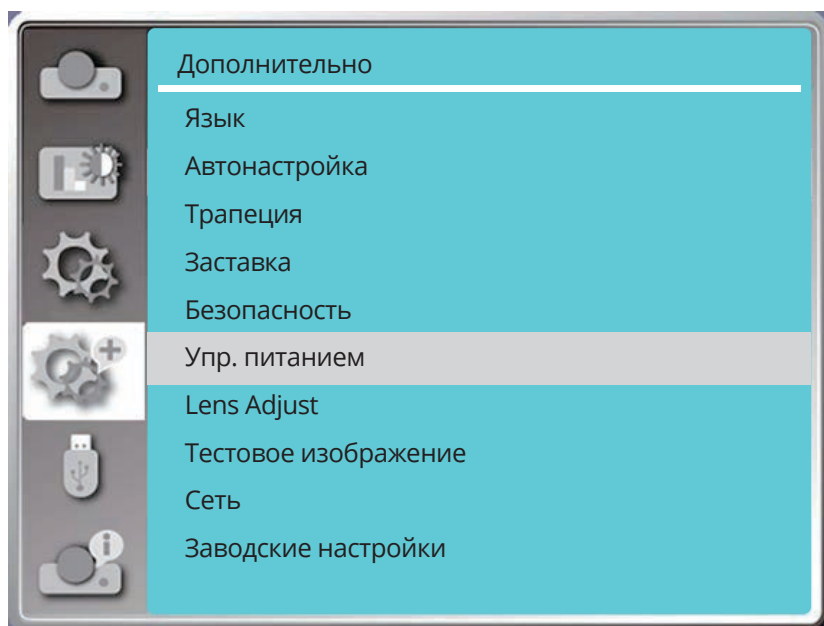 Дополнительно
Язык
Автонастройка
Трапеция
Заставка
Безопасность
Упр. питанием
Lens Adjust
Тестовое изображение
Сеть
Заводские настройки